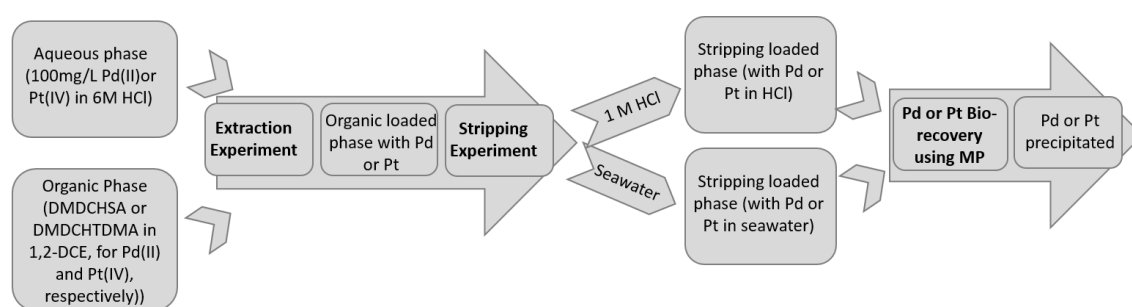 Aqueous phase
(100mg/L Pd(II)or
Pt(IV) in 6M HCl)
Organic Phase
(DMDCHSA or
DMDCHTDMA in
1,2-DCE, for Pd(II)
and Pt(IV),
respectively))
Extraction
Experiment
Organic loaded
phase with Pd
or Pt
Stripping
Experiment
1 M HCl
Seawater
Stripping loaded
phase (with Pd or
Pt in HCl)
Stripping loaded
phase (with Pd or
Pt in seawater)
Pd or Pt Bio-
recovery
using MP
Pd or Pt
precipitated